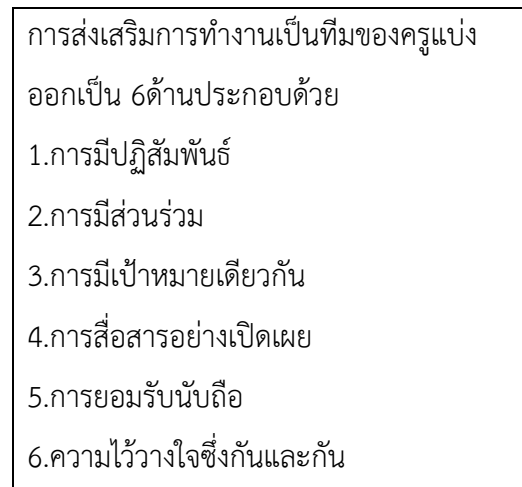 การส่งเสริมการทำงานเป็นทีมของครูแบ่ง
ออกเป็น 6ด้านประกอบด้วย
1.การมีปฏิสัมพันธ์
2.การมีส่วนร่วม
3.การมีเป้าหมายเดียวกัน
4.การสื่อสารอย่างเปิดเผย
5.การยอมรับนับถือ
6.ความไว้วางใจซึ่งกันและกัน